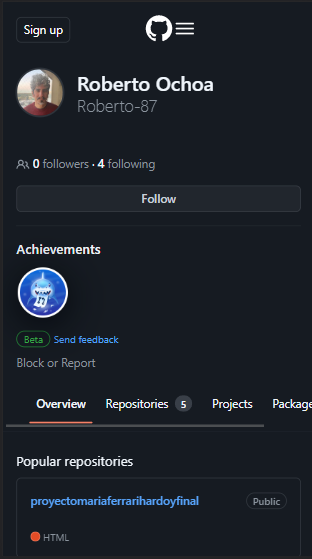 Sign up
Roberto Ochoa
Roberto-87
0 followers · 4 following
Follow
Achievements
Beta Send feedback
Block or Report
Overview Repositories 5 Projects Package
Popular repositories
proyectomariaferrarihardoyfinal Public
HTML